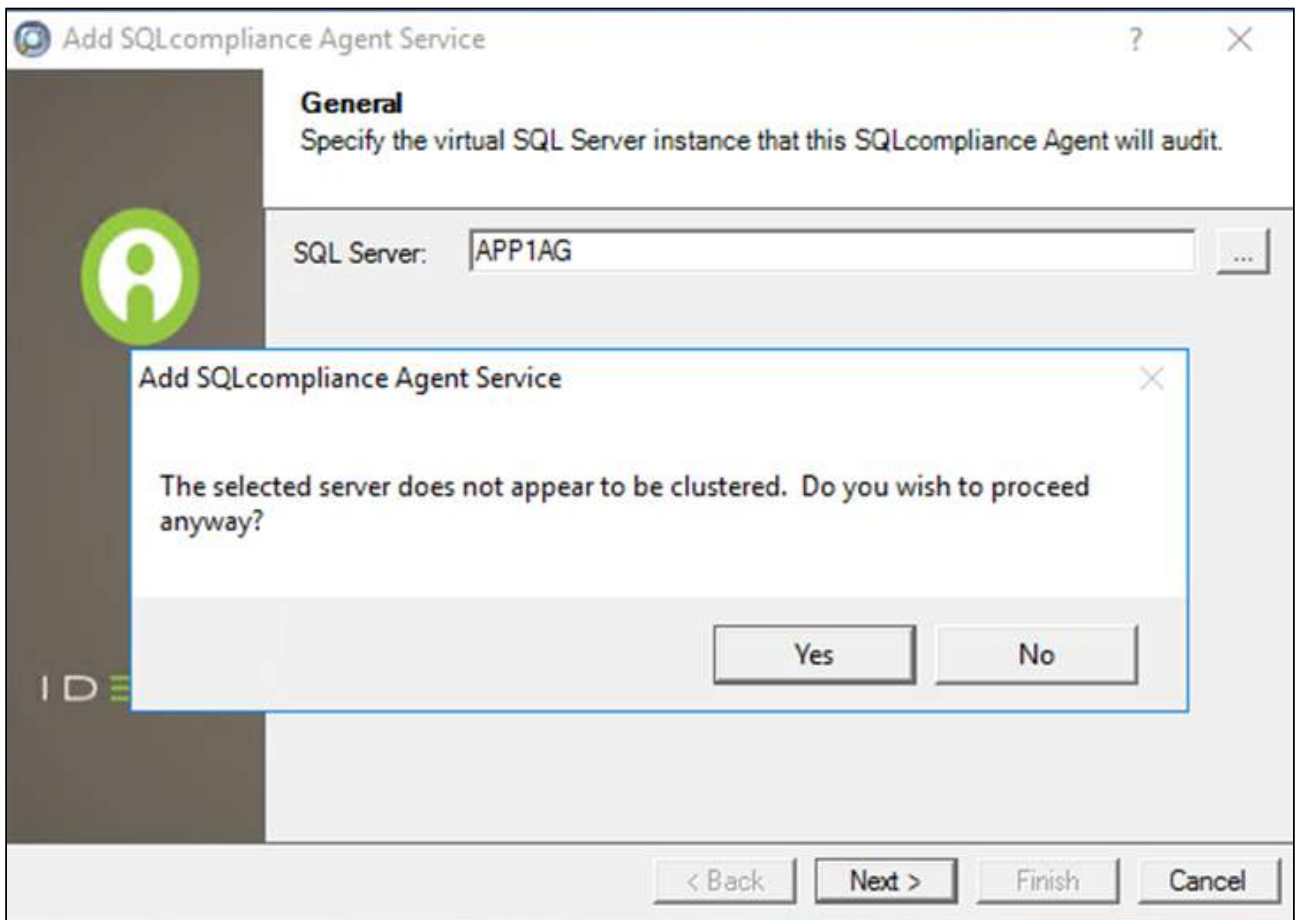 Add SQLcompliance Agent Service
?
General
Specify the virtual SQL Server instance that this SQLcompliance Agent will audit.
SQL Server:
APP1AG
...
Add SQLcompliance Agent Service
The selected server does not appear to be clustered.  Do you wish to proceed
anyway?
Yes
No
< Back
Next >
Finish
Cancel